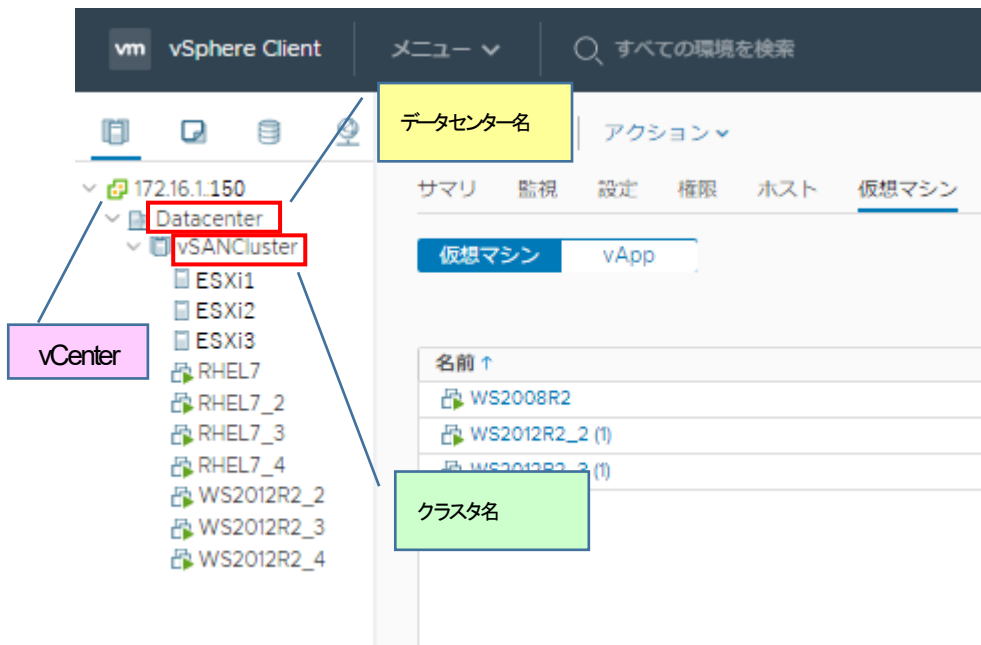 vm vSphere Client メニュー すべての環境を検索
データセンター名
アクション
サマリ 監視 設定 権限 ホスト 仮想マシン
仮想マシン vApp
172.16.1.150
Datacenter
vSANCluster
ESXi1
ESXi2
ESXi3
RHEL7
RHEL7_2
RHEL7_3
RHEL7_4
WS2012R2_2
WS2012R2_3
WS2012R2_4
vCenter
名前 ↑
WS2008R2
WS2012R2_2 (1)
WS2012R2_3 (1)
クラスタ名